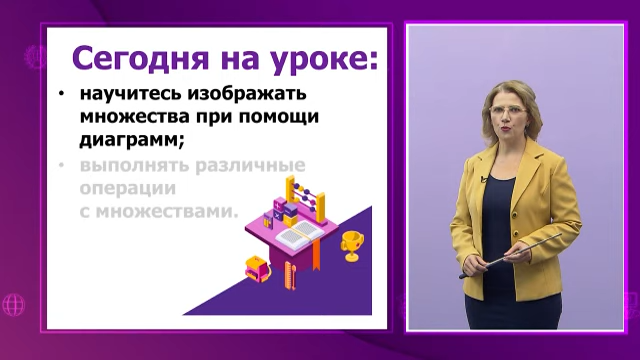 Сегодня на уроке:
• научитесь изображать
множества при помощи
диаграмм;
• выполнять различные
операции
с множествами.